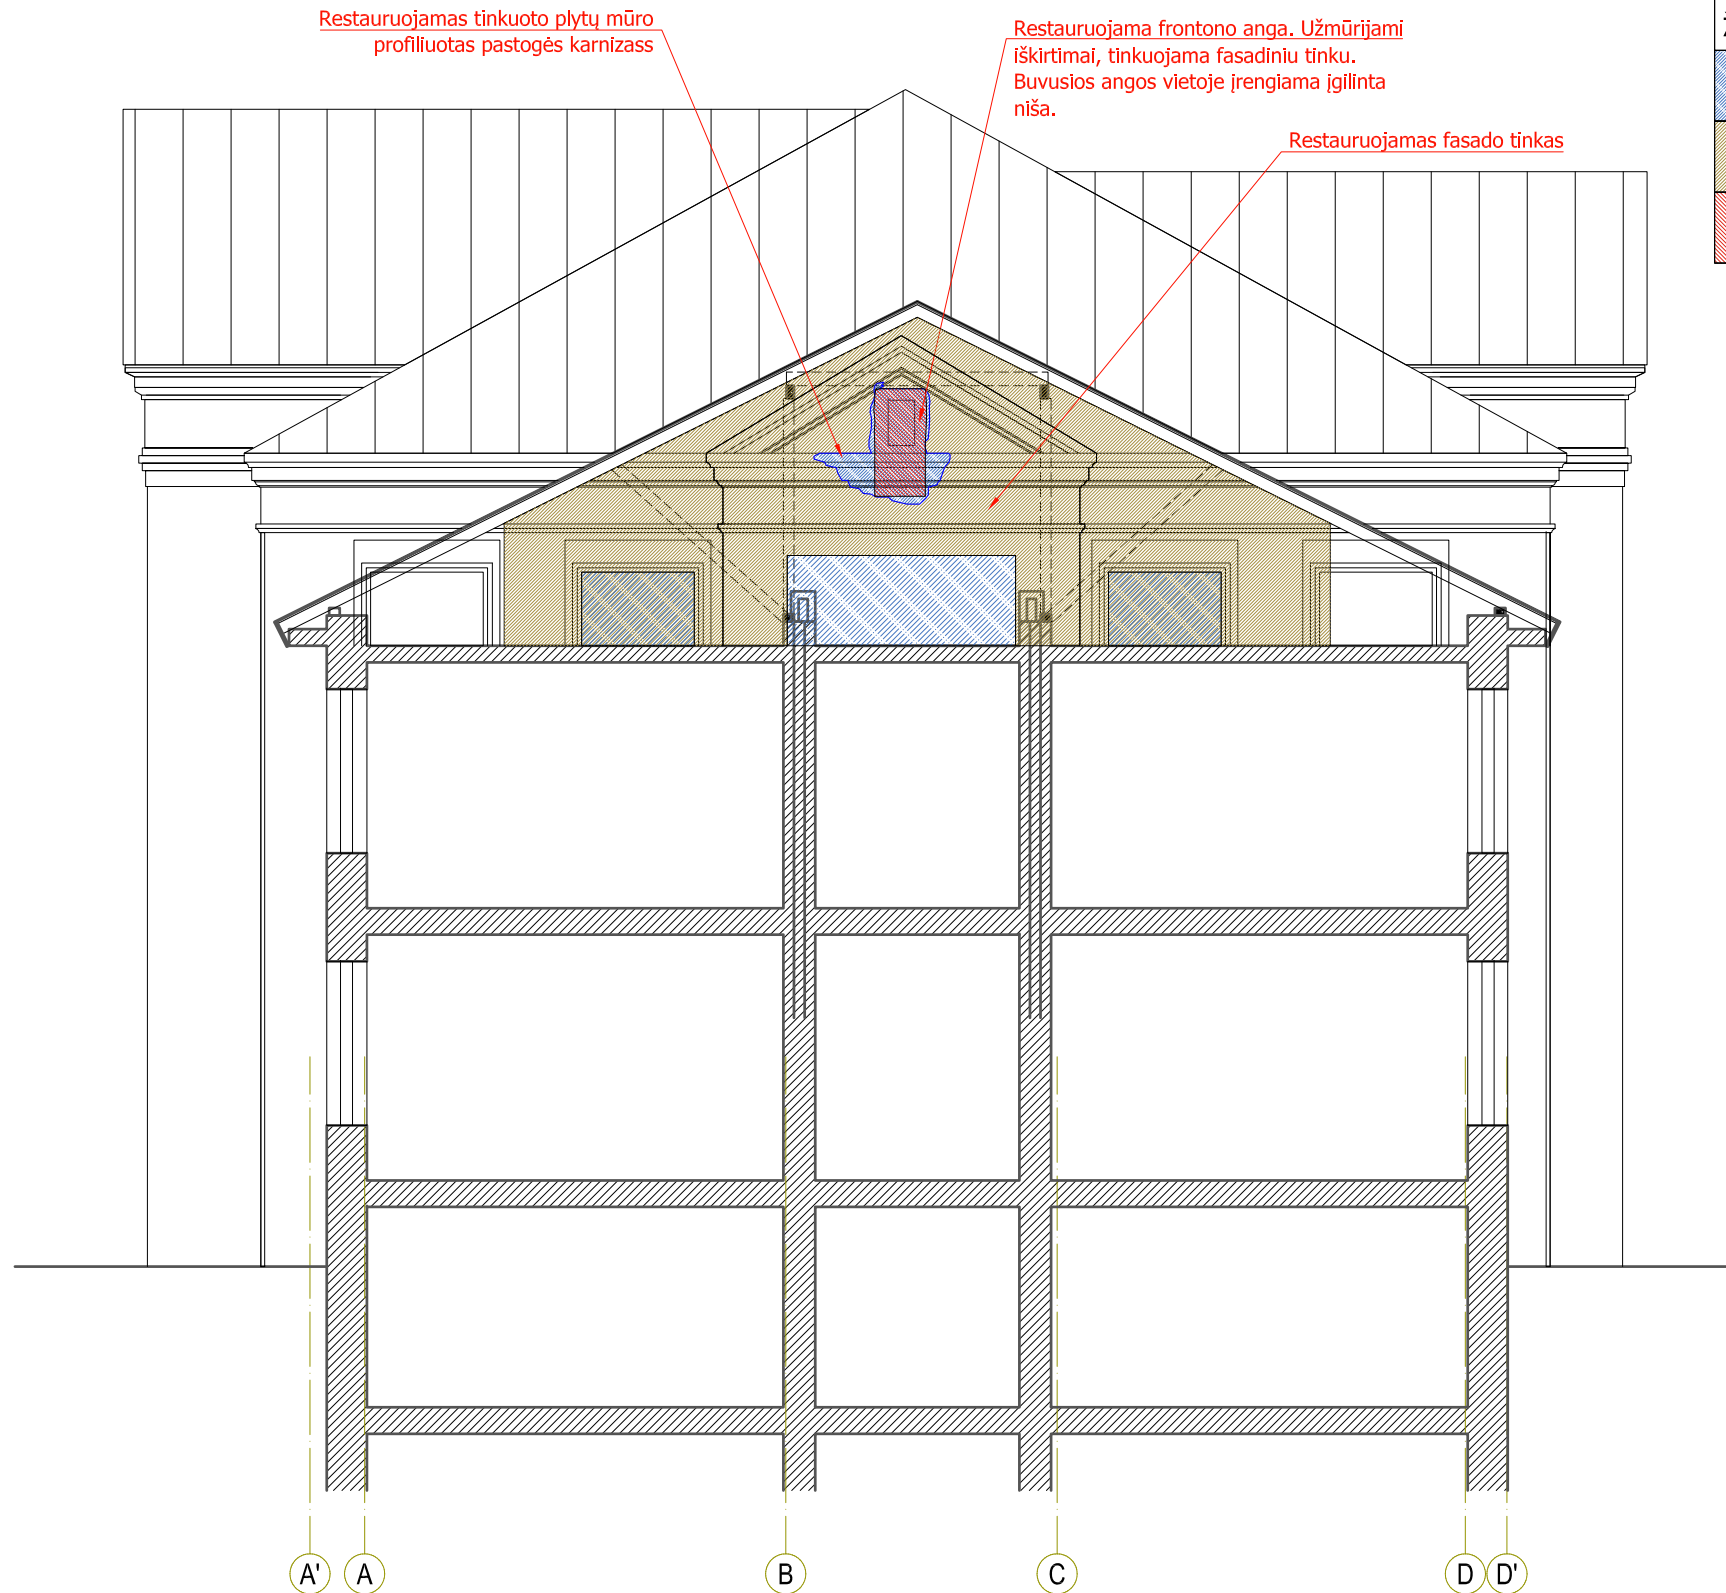 Restauruojamas tinkuoto plytų mūro
profiliuotas pastogės karnizass
Restauruojama frontono anga. Užmūrijami
iškirtimai, tinkuojama fasadiniu tinku.
Buvusios angos vietoje įrengiama įgilinta
niša.
Restauruojamas fasado tinkas
A'
A
B
C
D
D'